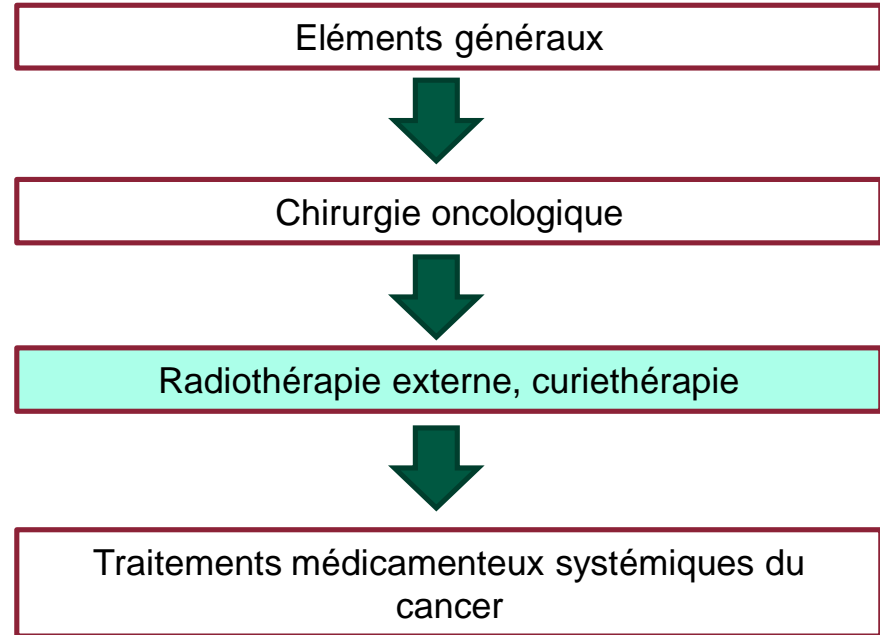 Eléments généraux
Chirurgie oncologique
Radiothérapie externe, curiethérapie
Traitements médicamenteux systémiques du
cancer